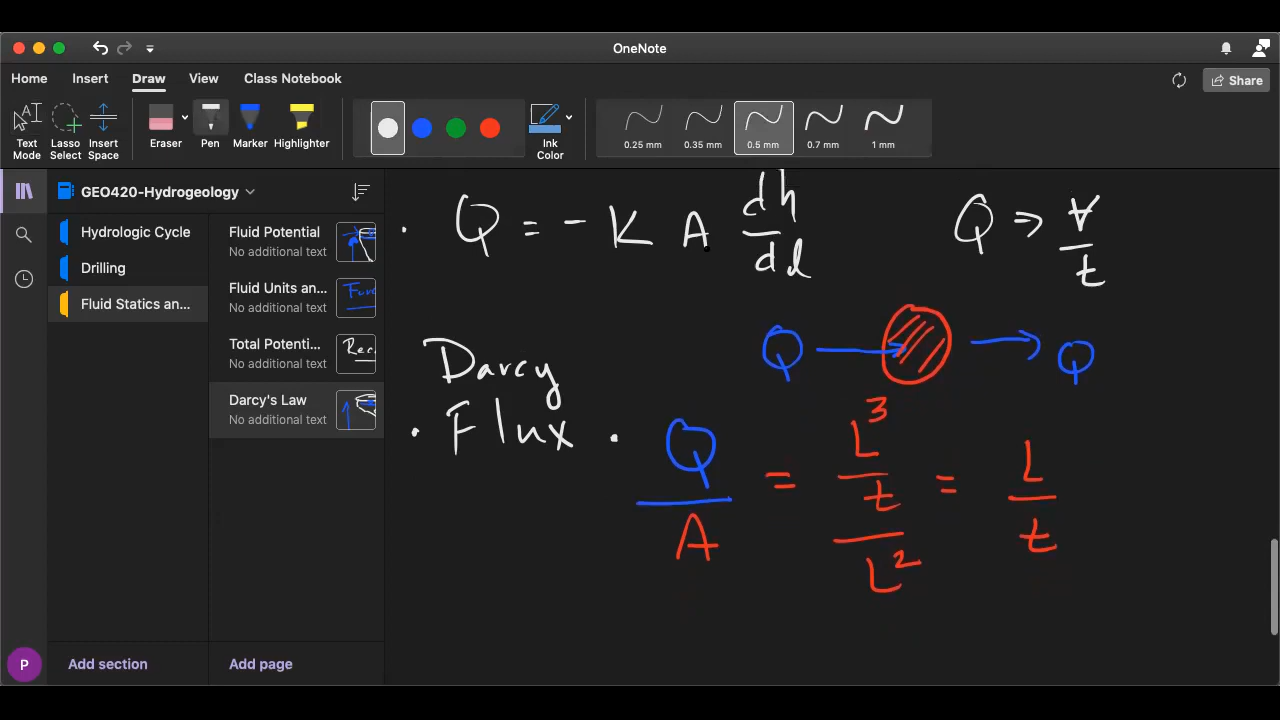 OneNote
Home Insert Draw View Class Notebook
Share
Text Mode
Lasso Select
Insert Space
Eraser
Pen
Marker
Highlighter
Ink Color
0.25 mm
0.35 mm
0.5 mm
0.7 mm
1 mm
GEO420-Hydrogeology
Hydrologic Cycle
Drilling
Fluid Statics an...
Fluid Potential
No additional text
Fluid Units an...
No additional text
Total Potenti...
No additional text
Darcy's Law
No additional text
Add section
Add page
P
· Q = - K A dh/dl
Q ⇒ V/t
Q → → Q
Darcy
· Flux · Q/A = L³/t / L² = L/t